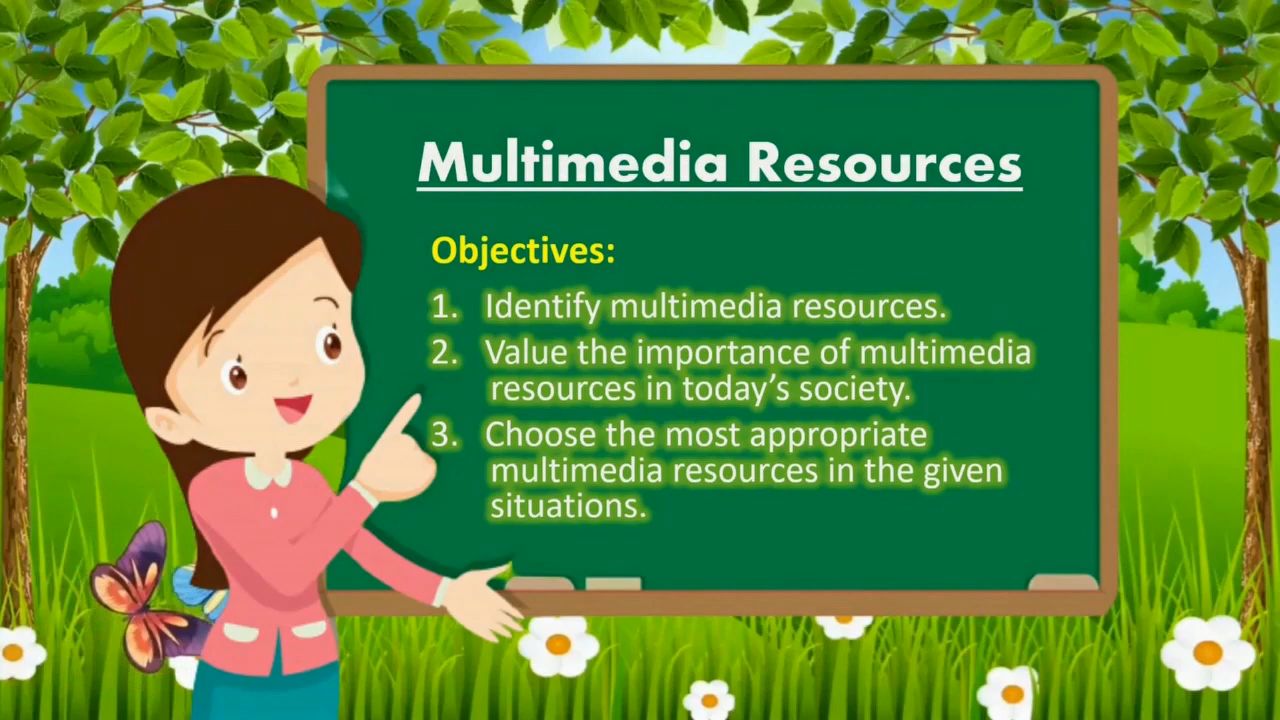 Multimedia Resources
Objectives:
1. Identify multimedia resources.
2. Value the importance of multimedia
resources in today’s society.
3. Choose the most appropriate
multimedia resources in the given
situations.